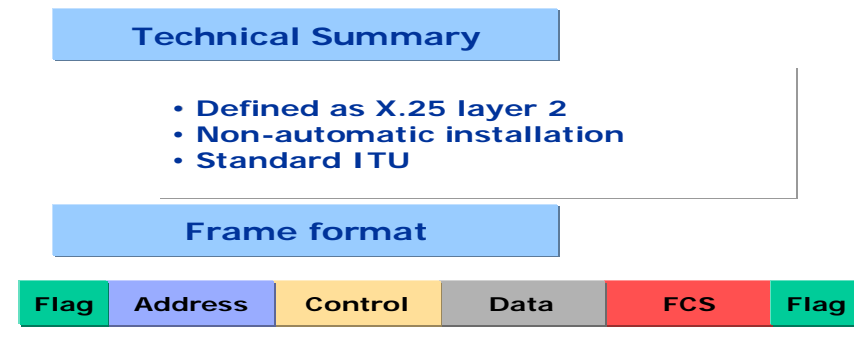 Technical Summary
• Defined as X.25 layer 2
• Non-automatic installation
• Standard ITU
Frame format
Flag Address Control Data FCS Flag